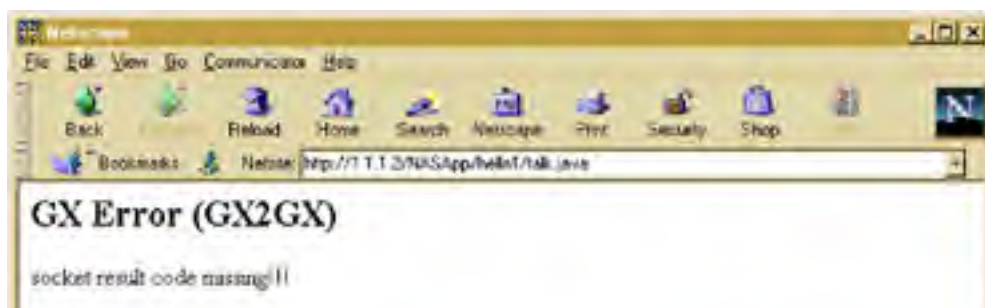 Netscape
File Edit View Go Communicator Help
Back Reload Home Search Netscape Print Security Shop
N
Bookmarks Netsite: http://1.1.1.2/NASApp/hello1/talk.java
GX Error (GX2GX)
socket result code missing!!!